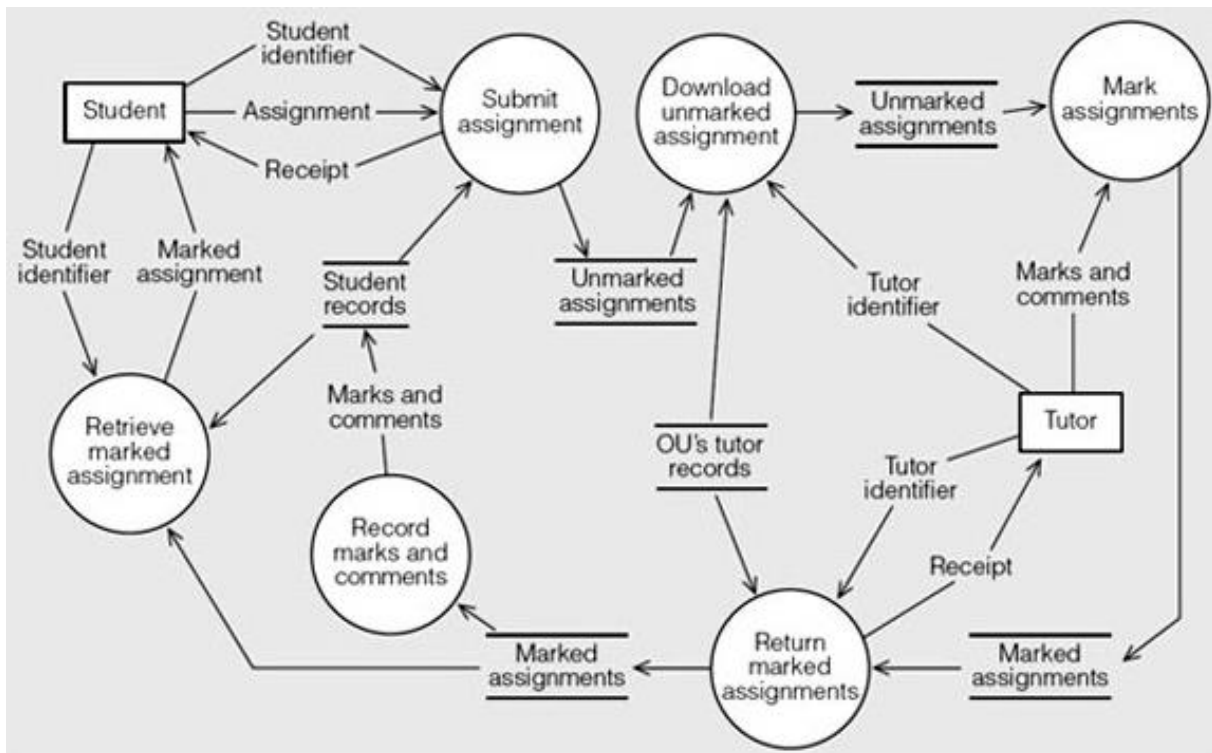 Student
identifier
Student
Assignment
Receipt
Submit
assignment
Download
unmarked
assignment
Unmarked
assignments
Mark
assignments
Student
identifier
Marked
assignment
Student
records
Unmarked
assignments
Tutor
identifier
Marks and
comments
Marks and
comments
Retrieve
marked
assignment
OU's tutor
records
Tutor
Tutor
identifier
Record
marks and
comments
Receipt
Marked
assignments
Return
marked
assignments
Marked
assignments